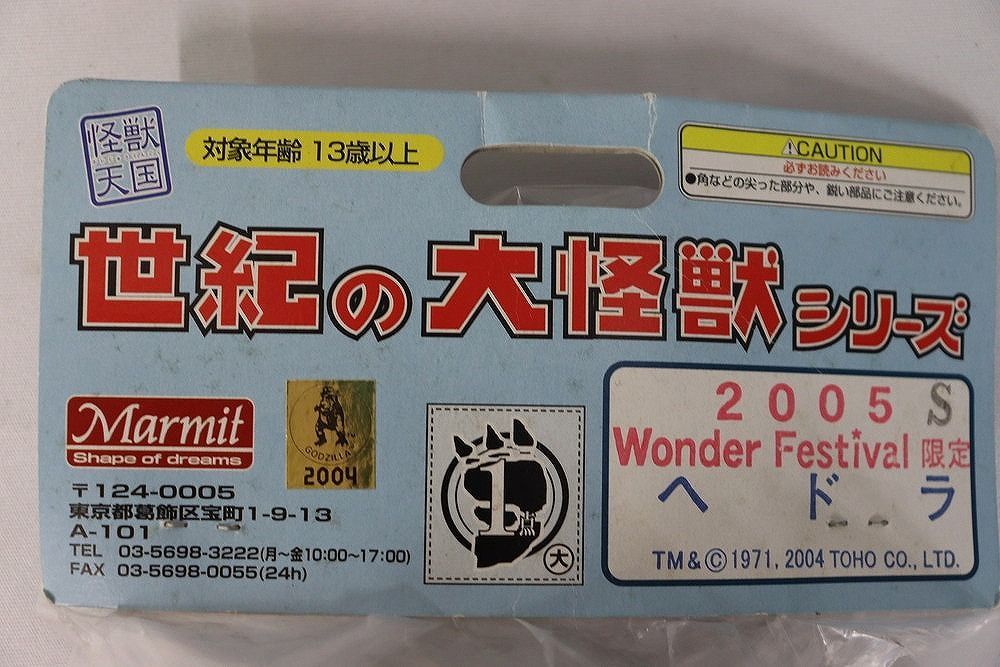 怪獣
天国
対象年齢 13歳以上
⚠CAUTION
必ずお読みください
●角などの尖った部分や、鋭い部品にご注意ください。
世紀の大怪獣シリーズ
Marmit
Shape of dreams
GODZILLA
2004
〒124-0005
東京都葛飾区宝町1-9-13
A-101
TEL 03-5698-3222(月〜金10:00〜17:00)
FAX 03-5698-0055(24h)
1点
大
2005 S
Wonder Festival 限定
ヘドラ
TM&©1971, 2004 TOHO CO., LTD.